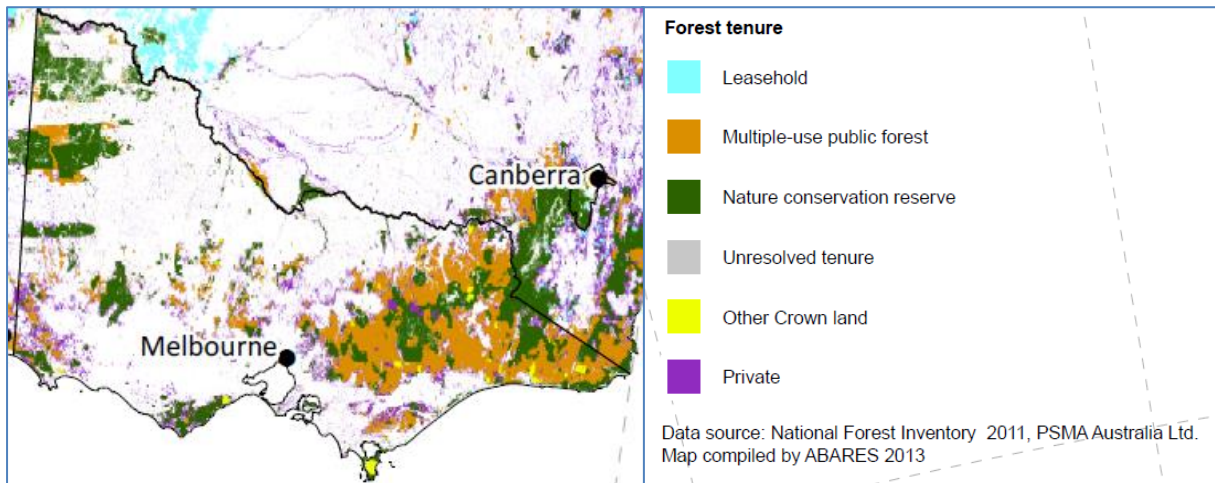 Canberra
Melbourne
Forest tenure
Leasehold
Multiple-use public forest
Nature conservation reserve
Unresolved tenure
Other Crown land
Private
Data source: National Forest Inventory 2011, PSMA Australia Ltd.
Map compiled by ABARES 2013